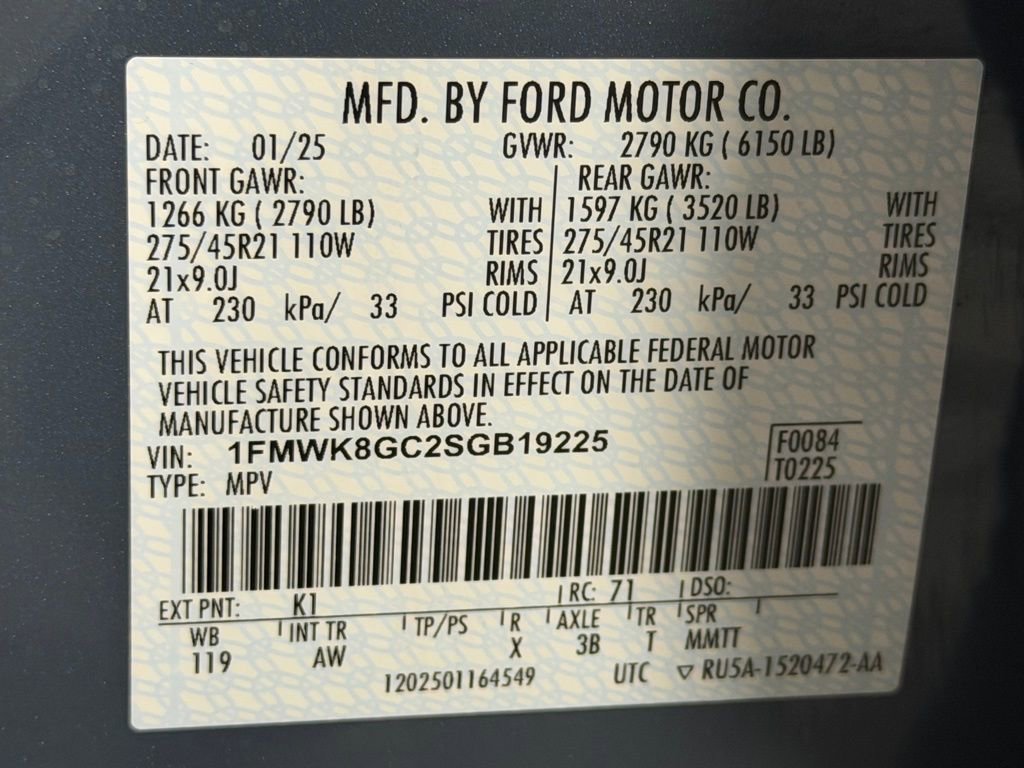 MFD. BY FORD MOTOR CO.
DATE: 01/25 GVWR: 2790 KG ( 6150 LB)
FRONT GAWR: REAR GAWR:
1266 KG ( 2790 LB) WITH 1597 KG ( 3520 LB) WITH
275/45R21 110W TIRES 275/45R21 110W TIRES
21x9.0J RIMS 21x9.0J RIMS
AT 230 kPa/ 33 PSI COLD AT 230 kPa/ 33 PSI COLD
THIS VEHICLE CONFORMS TO ALL APPLICABLE FEDERAL MOTOR
VEHICLE SAFETY STANDARDS IN EFFECT ON THE DATE OF
MANUFACTURE SHOWN ABOVE.
VIN: 1FMWK8GC2SGB19225 F0084
TYPE: MPV T0225
EXT PNT: K1 RC: 71 DSO:
WB INT TR TP/PS R AXLE TR SPR
119 AW X 3B T MMTT
1202501164549 UTC ▽ RU5A-1520472-AA